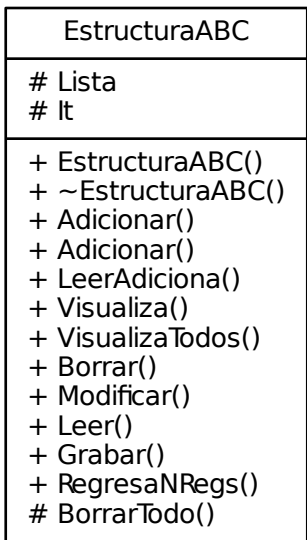 EstructuraABC
# Lista
# It
+ EstructuraABC()
+ ~EstructuraABC()
+ Adicionar()
+ Adicionar()
+ LeerAdiciona()
+ Visualiza()
+ VisualizaTodos()
+ Borrar()
+ Modificar()
+ Leer()
+ Grabar()
+ RegresaNRegs()
# BorrarTodo()